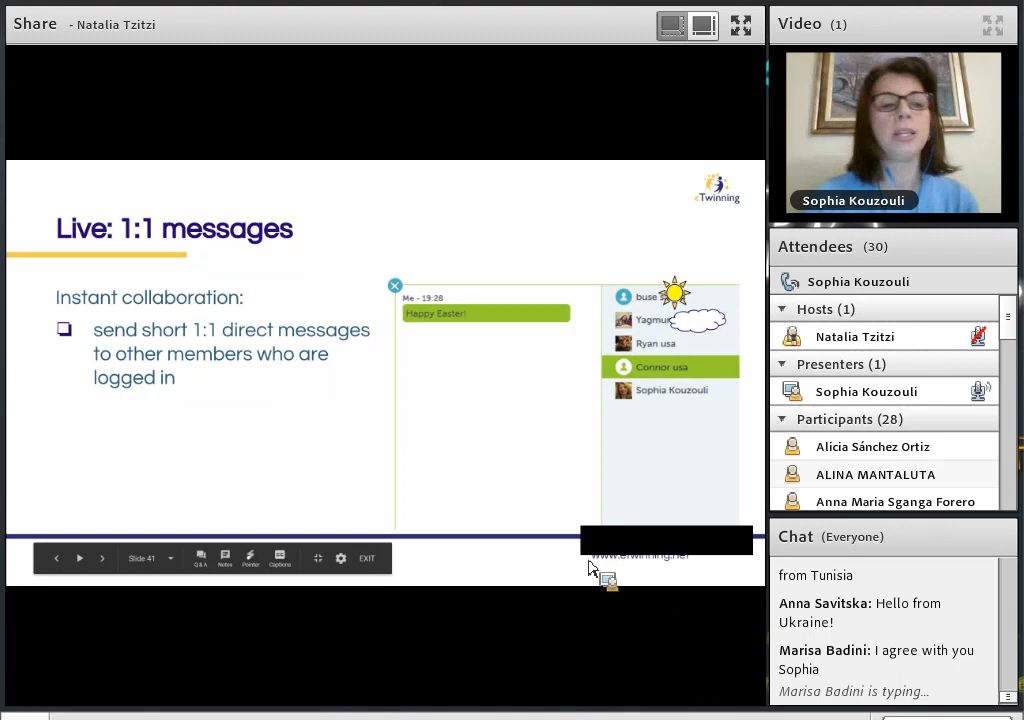 Share - Natalia Tzitzi
eTwinning
Live: 1:1 messages
Instant collaboration:
send short 1:1 direct messages
to other members who are
logged in
Me - 19:28
Happy Easter!
buse
Ryan usa
Connor usa
Sophia Kouzouli
www.etwinning.net
Slide 41
Q & A
Notes
Pointer
Captions
EXIT
Video (1)
Sophia Kouzouli
Attendees (30)
Sophia Kouzouli
Hosts (1)
Natalia Tzitzi
Presenters (1)
Sophia Kouzouli
Participants (28)
Alicia Sánchez Ortiz
ALINA MANTALUTA
Anna Maria Sganga Forero
Chat (Everyone)
from Tunisia
Anna Savitska: Hello from
Ukraine!
Marisa Badini: I agree with you
Sophia
Marisa Badini is typing...